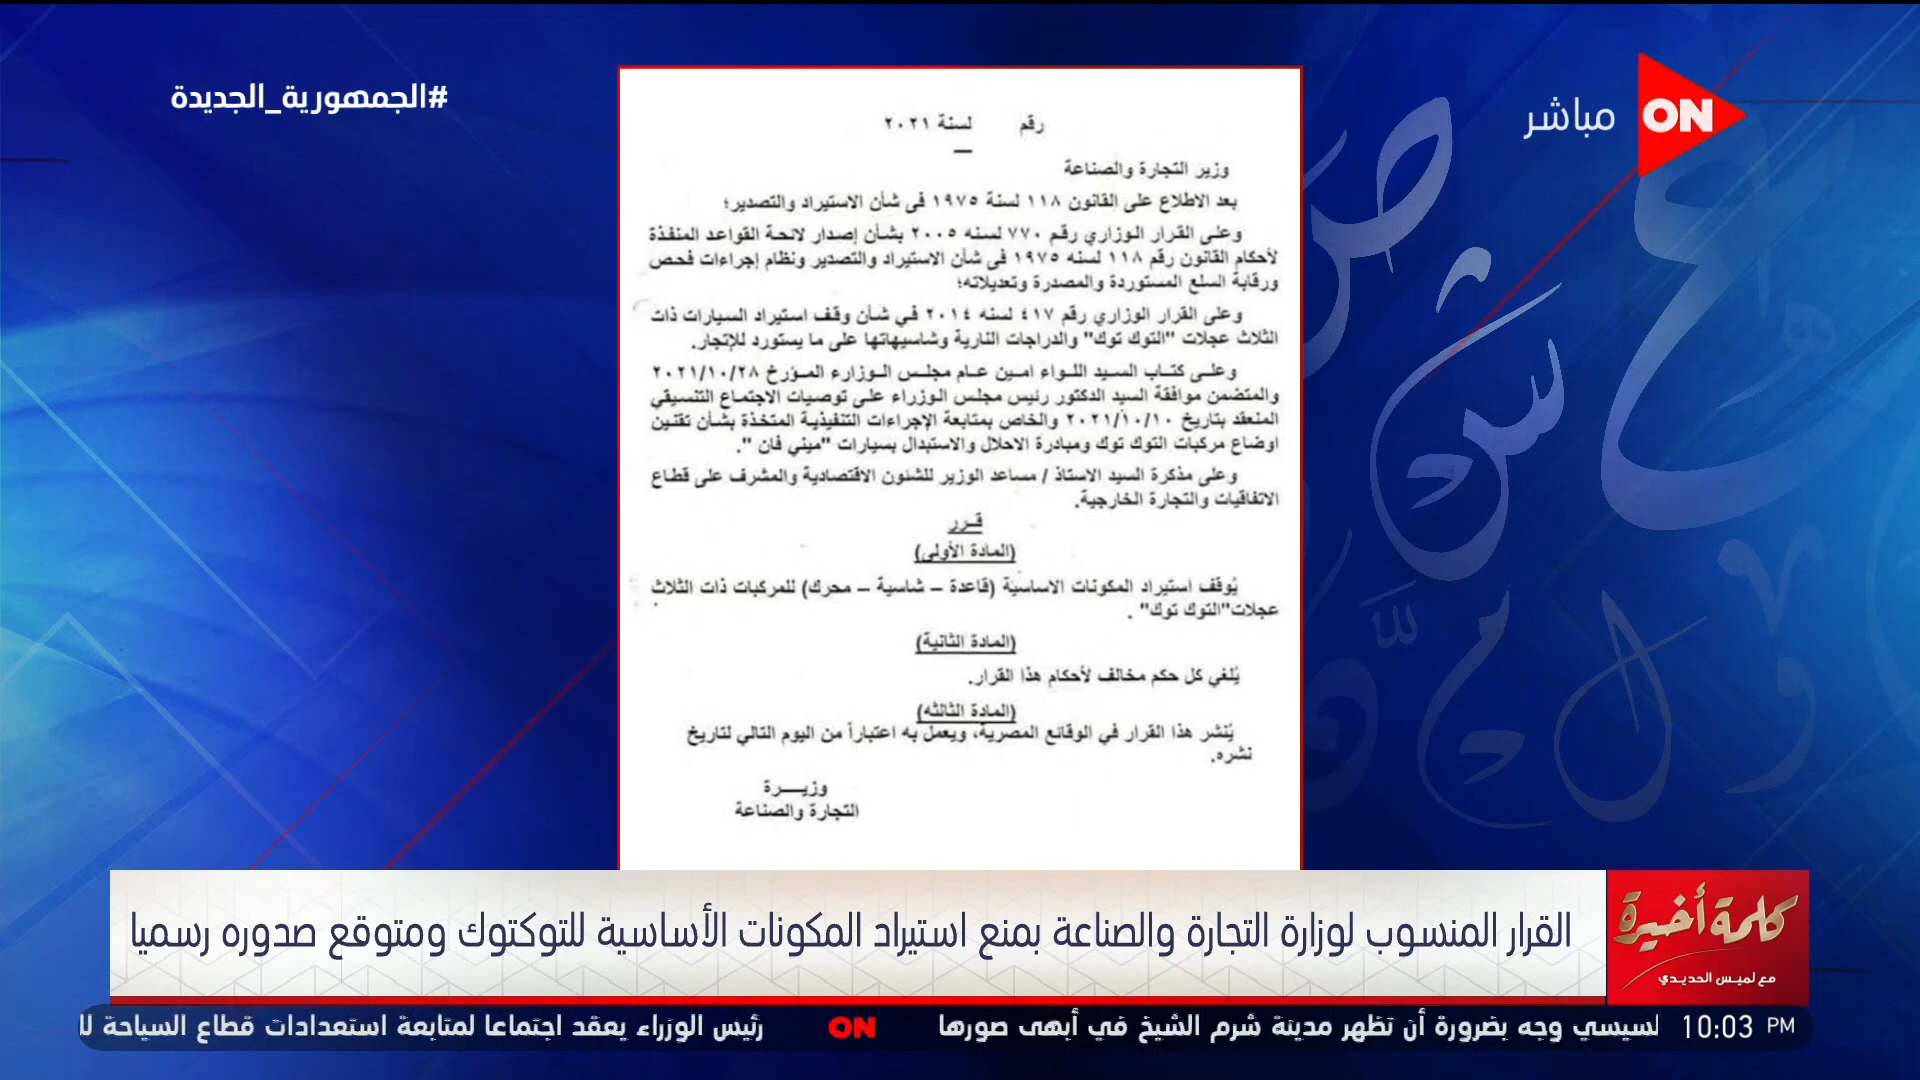 #الجمهورية_الجديدة
مباشر
ON
رقم لسنة ٢٠٢١
وزير التجارة والصناعة
بعد الاطلاع على القانون ١١٨ لسنة ١٩٧٥ فى شأن الاستيراد والتصدير؛
وعلى القرار الوزاري رقم ٧٧٠ لسنه ٢٠٠٥ بشأن إصدار لائحة القواعد المنفذة
لأحكام القانون رقم ١١٨ لسنه ١٩٧٥ فى شأن الاستيراد والتصدير ونظام إجراءات فحص
ورقابة السلع المستوردة والمصدرة وتعديلاته؛
وعلى القرار الوزاري رقم ٤١٧ لسنه ٢٠١٤ في شأن وقف استيراد السيارات ذات
الثلاث عجلات "التوك توك" والدراجات النارية وشاسيهاتها على ما يستورد للإتجار.
وعلى كتاب السيد اللواء امين عام مجلس الوزارء المؤرخ ٢٠٢١/١٠/٢٨
والمتضمن موافقة السيد الدكتور رئيس مجلس الوزراء على توصيات الاجتماع التنسيقي
المنعقد بتاريخ ٢٠٢١/١٠/١٠ والخاص بمتابعة الإجراءات التنفيذية المتخذة بشأن تقنين
اوضاع مركبات التوك توك ومبادرة الاحلال والاستبدال بسيارات "ميني فان ".
وعلى مذكرة السيد الاستاذ / مساعد الوزير للشئون الاقتصادية والمشرف على قطاع
الاتفاقيات والتجارة الخارجية.
قـرر
(المادة الأولى)
يُوقف استيراد المكونات الاساسية (قاعدة – شاسية – محرك) للمركبات ذات الثلاث
عجلات"التوك توك" .
(المادة الثانية)
يُلغي كل حكم مخالف لأحكام هذا القرار.
(المادة الثالثه)
يُنشر هذا القرار في الوقائع المصرية، ويعمل به اعتباراً من اليوم التالي لتاريخ
نشره.
وزيـــرة
التجارة والصناعة
القرار المنسوب لوزارة التجارة والصناعة بمنع استيراد المكونات الأساسية للتوكتوك ومتوقع صدوره رسميا
كلمة أخيرة
مع لميس الحديدي
10:03 PM
لسيسي وجه بضرورة أن تظهر مدينة شرم الشيخ في أبهى صورها ON رئيس الوزراء يعقد اجتماعا لمتابعة استعدادات قطاع السياحة لا